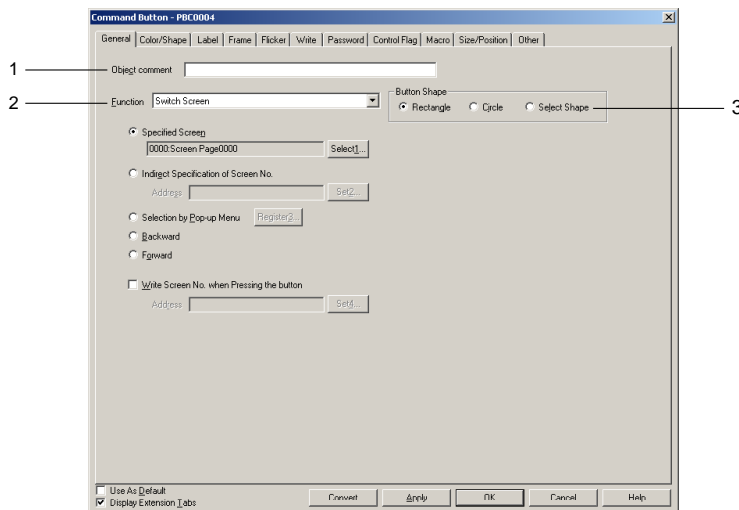 Command Button - PBC0004
General Color/Shape Label Frame Flicker Write Password Control Flag Macro Size/Position Other
1 Object comment
2 Function Switch Screen
Button Shape
Rectangle Circle Select Shape 3
Specified Screen
0000:Screen Page0000 Select1...
Indirect Specification of Screen No.
Address Set2...
Selection by Pop-up Menu Register3...
Backward
Forward
Write Screen No. when Pressing the button
Address Set4...
Use As Default
Display Extension Tabs
Convert Apply OK Cancel Help